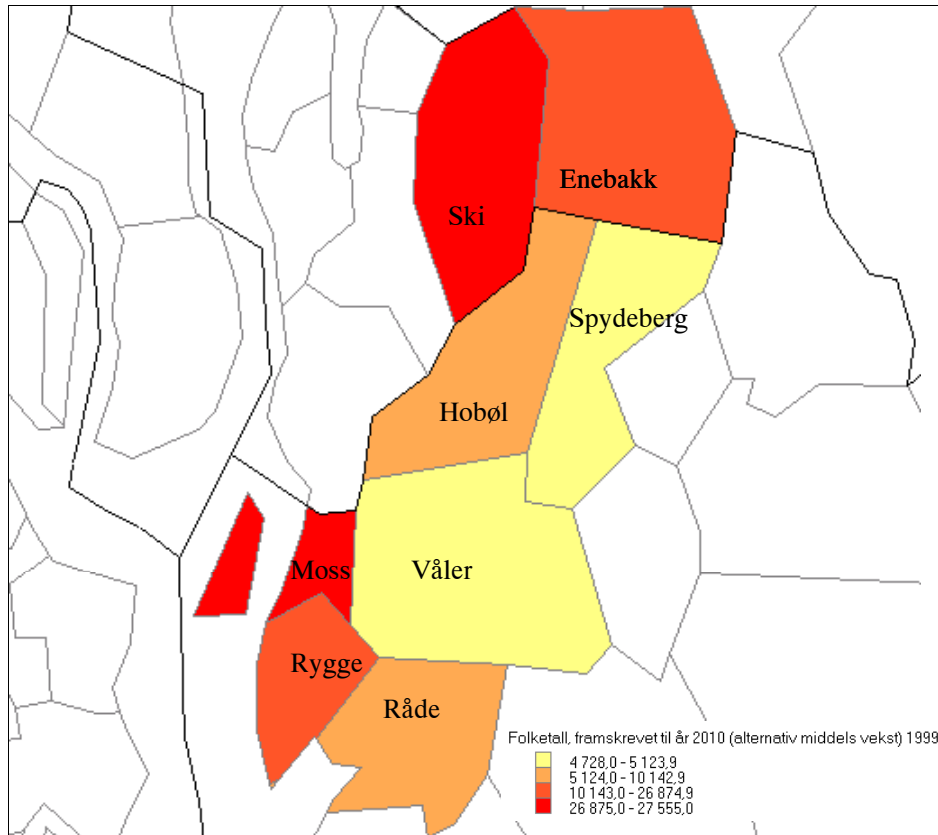 Enebakk
Ski
Spydeberg
Hobøl
Moss
Våler
Rygge
Råde
Folketall, framskrevet til år 2010 (alternativ middels vekst) 1999
4 728,0 - 5 123,9
5 124,0 - 10 142,9
10 143,0 - 26 874,9
26 875,0 - 27 555,0